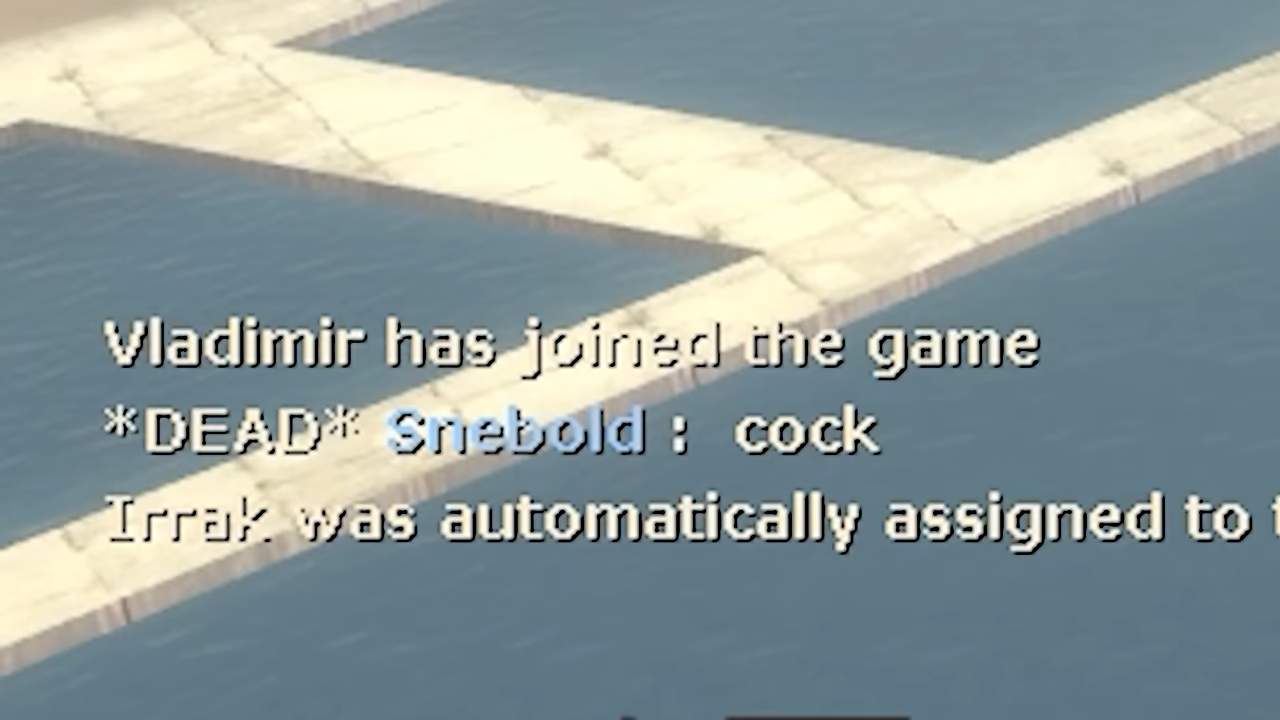 Vladimir has joined the game
*DEAD* Snebold :  cock
Irrak was automatically assigned to